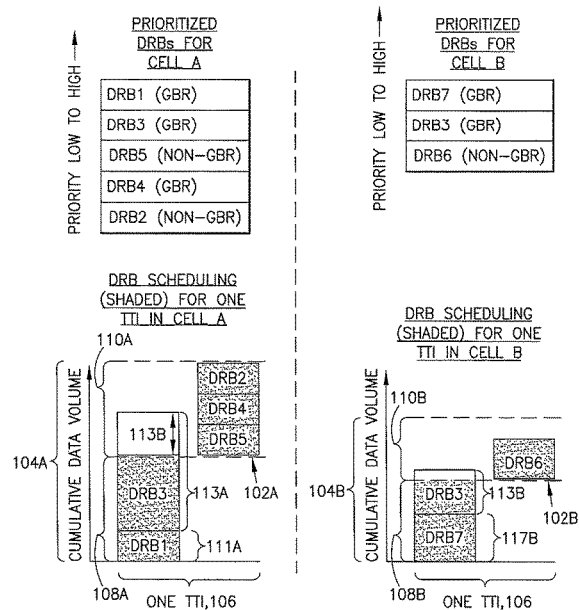 PRIORITIZED
DRBs FOR
CELL A
PRIORITY LOW TO HIGH
DRB1 (GBR)
DRB3 (GBR)
DRB5 (NON-GBR)
DRB4 (GBR)
DRB2 (NON-GBR)
PRIORITIZED
DRBs FOR
CELL B
PRIORITY LOW TO HIGH
DRB7 (GBR)
DRB3 (GBR)
DRB6 (NON-GBR)
DRB SCHEDULING
(SHADED) FOR ONE
TTI IN CELL A
110A
104A
CUMULATIVE DATA VOLUME
DRB2
DRB4
DRB5
113B
102A
DRB3
113A
DRB1
111A
108A
ONE TTI,106
DRB SCHEDULING
(SHADED) FOR ONE
TTI IN CELL B
110B
104B
CUMULATIVE DATA VOLUME
DRB6
102B
DRB3
113B
DRB7
117B
108B
ONE TTI,106